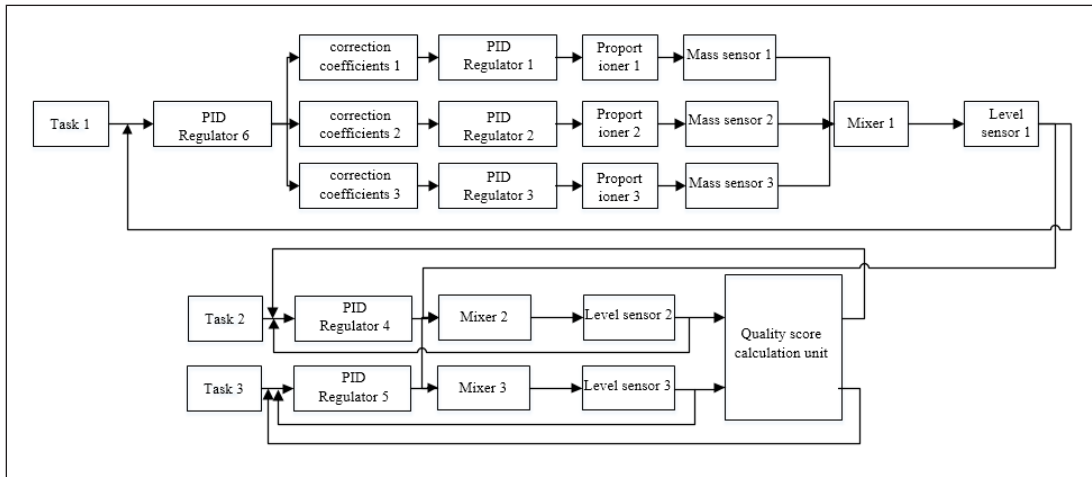 correction
coefficients 1
PID
Regulator 1
Proport
ioner 1
Mass sensor 1
Task 1
PID
Regulator 6
correction
coefficients 2
PID
Regulator 2
Proport
ioner 2
Mass sensor 2
Mixer 1
Level
sensor 1
correction
coefficients 3
PID
Regulator 3
Proport
ioner 3
Mass sensor 3
Task 2
PID
Regulator 4
Mixer 2
Level sensor 2
Quality score
calculation unit
Task 3
PID
Regulator 5
Mixer 3
Level sensor 3